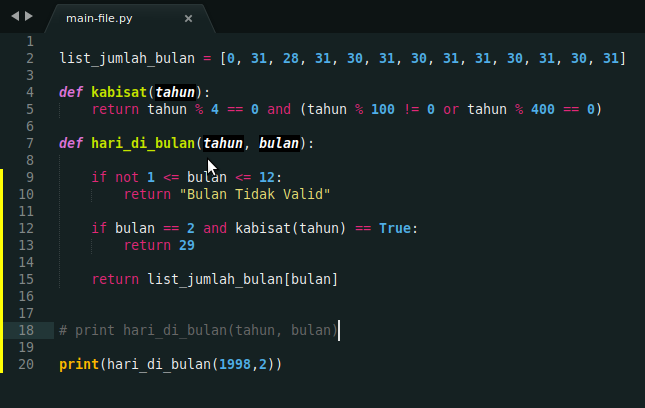 main-file.py
1
2 list_jumlah_bulan = [0, 31, 28, 31, 30, 31, 30, 31, 31, 30, 31, 30, 31]
3
4 def kabisat(tahun):
5 return tahun % 4 == 0 and (tahun % 100 != 0 or tahun % 400 == 0)
6
7 def hari_di_bulan(tahun, bulan):
8
9 if not 1 <= bulan <= 12:
10 return "Bulan Tidak Valid"
11
12 if bulan == 2 and kabisat(tahun) == True:
13 return 29
14
15 return list_jumlah_bulan[bulan]
16
17
18 # print hari_di_bulan(tahun, bulan)
19
20 print(hari_di_bulan(1998,2))